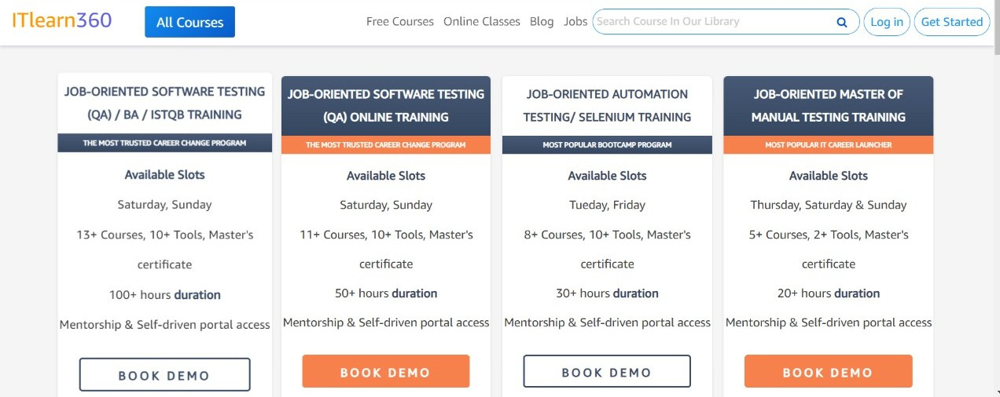 ITlearn360
All Courses
Free Courses
Online Classes
Blog
Jobs
Search Course In Our Library
Log in
Get Started
JOB-ORIENTED SOFTWARE TESTING
(QA) / BA / ISTQB TRAINING
THE MOST TRUSTED CAREER CHANGE PROGRAM
Available Slots
Saturday, Sunday
13+ Courses, 10+ Tools, Master's
certificate
100+ hours duration
Mentorship & Self-driven portal access
BOOK DEMO
JOB-ORIENTED SOFTWARE TESTING
(QA) ONLINE TRAINING
THE MOST TRUSTED CAREER CHANGE PROGRAM
Available Slots
Saturday, Sunday
11+ Courses, 10+ Tools, Master's
certificate
50+ hours duration
Mentorship & Self-driven portal access
BOOK DEMO
JOB-ORIENTED AUTOMATION
TESTING/ SELENIUM TRAINING
MOST POPULAR BOOTCAMP PROGRAM
Available Slots
Tueday, Friday
8+ Courses, 10+ Tools, Master's
certificate
30+ hours duration
Mentorship & Self-driven portal access
BOOK DEMO
JOB-ORIENTED MASTER OF
MANUAL TESTING TRAINING
MOST POPULAR IT CAREER LAUNCHER
Available Slots
Thursday, Saturday & Sunday
5+ Courses, 2+ Tools, Master's
certificate
20+ hours duration
Mentorship & Self-driven portal access
BOOK DEMO